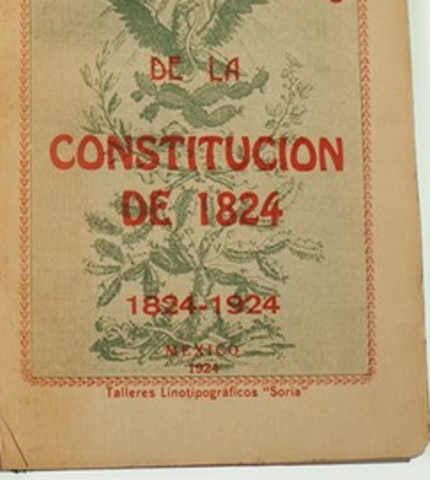 DE LA
CONSTITUCION
DE 1824
1824-1924
MEXICO
1924
Talleres Linotipográficos "Soria"